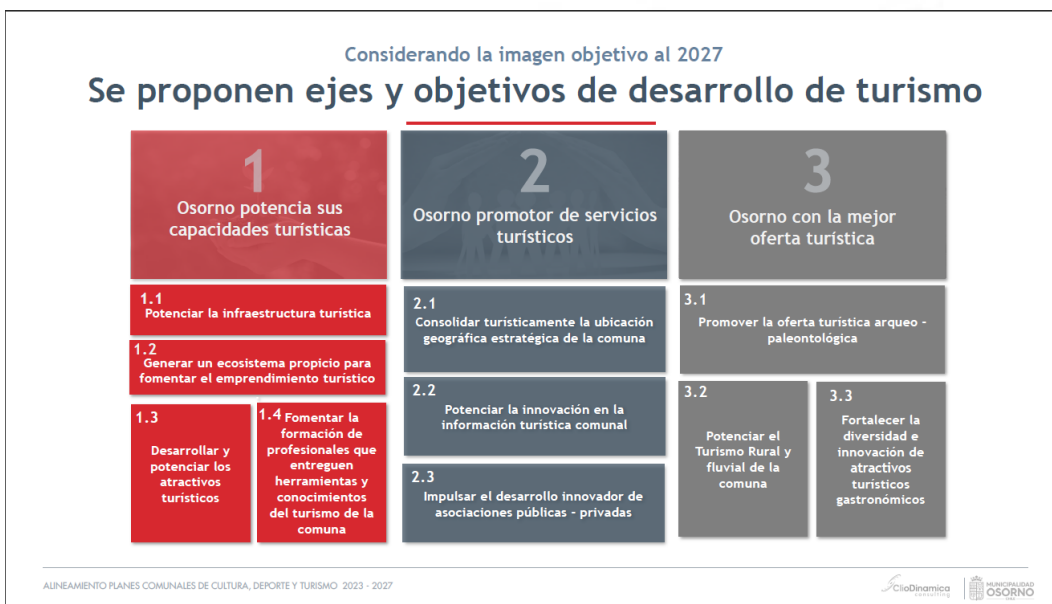 Considerando la imagen objetivo al 2027
Se proponen ejes y objetivos de desarrollo de turismo
1
Osorno potencia sus
capacidades turísticas
1.1
Potenciar la infraestructura turística
1.2
Generar un ecosistema propicio para
fomentar el emprendimiento turístico
1.3
Desarrollar y
potenciar los
atractivos
turísticos
1.4 Fomentar la
formación de
profesionales que
entreguen
herramientas y
conocimientos
del turismo de la
comuna
2
Osorno promotor de servicios
turísticos
2.1
Consolidar turísticamente la ubicación
geográfica estratégica de la comuna
2.2
Potenciar la innovación en la
información turística comunal
2.3
Impulsar el desarrollo innovador de
asociaciones públicas - privadas
3
Osorno con la mejor
oferta turística
3.1
Promover la oferta turística arqueo -
paleontológica
3.2
Potenciar el
Turismo Rural y
fluvial de la
comuna
3.3
Fortalecer la
diversidad e
innovación de
atractivos
turísticos
gastronómicos
ALINEAMIENTO PLANES COMUNALES DE CULTURA, DEPORTE Y TURISMO 2023 - 2027
ClioDinamica
consulting
MUNICIPALIDAD
OSORNO